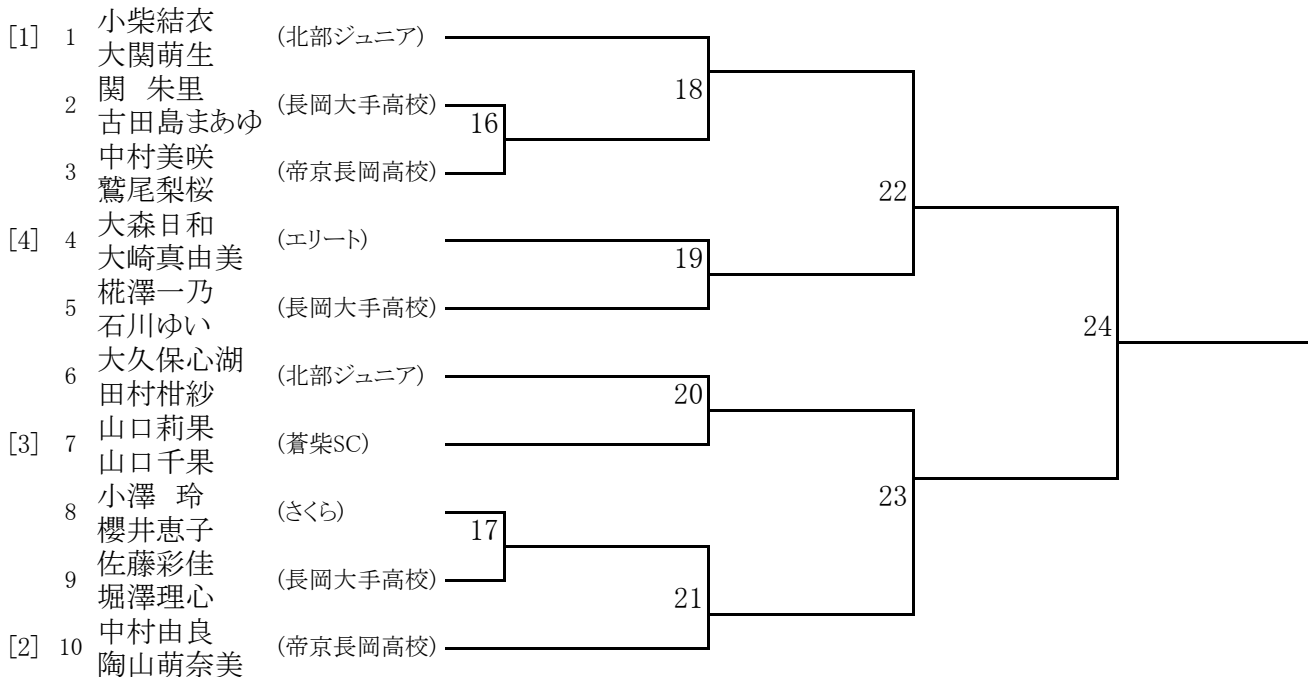 小柴結衣
[1] 1 (北部ジュニア)
大関萌生
18
関 朱里
2 (長岡大手高校)
古田島まあゆ
16
中村美咲
3 (帝京長岡高校)
鷲尾梨桜
22
大森日和
[4] 4 (エリート)
大崎真由美
19
椛澤一乃
5 (長岡大手高校)
石川ゆい
24
大久保心湖
6 (北部ジュニア)
田村柑紗
20
山口莉果
[3] 7 (蒼柴SC)
山口千果
23
小澤 玲
8 (さくら)
櫻井恵子
17
佐藤彩佳
9 (長岡大手高校)
堀澤理心
21
中村由良
[2] 10 (帝京長岡高校)
陶山萌奈美